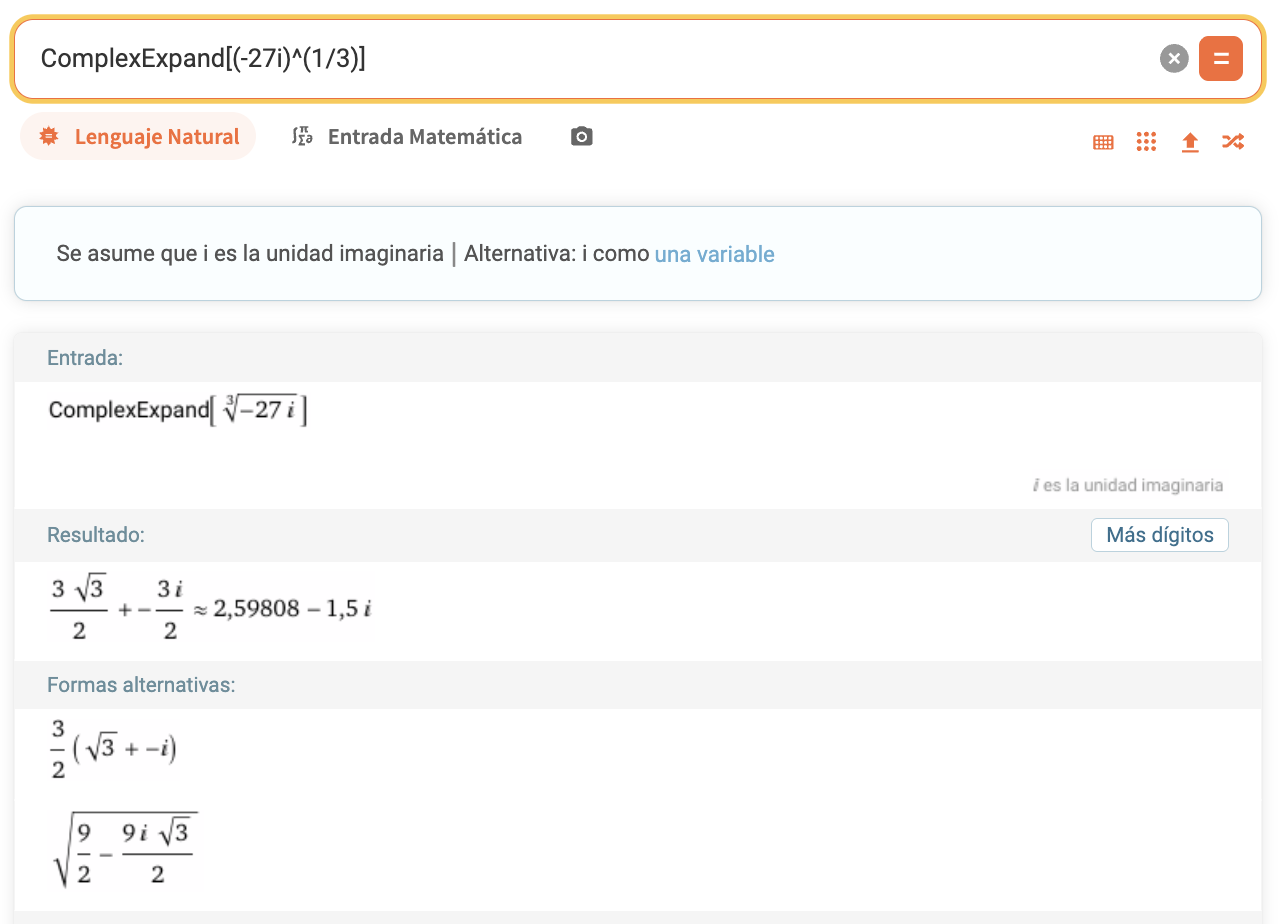 ComplexExpand[(-27i)^(1/3)]
=
Lenguaje Natural
Entrada Matemática
Se asume que i es la unidad imaginaria | Alternativa: i como una variable
Entrada:
ComplexExpand[∛(−27 i)]
i es la unidad imaginaria
Resultado:
Más dígitos
(3 √3)/2 + −(3 i)/2 ≈ 2,59808 − 1,5 i
Formas alternativas:
3/2 (√3 + −i)
√(9/2 − (9 i √3)/2)